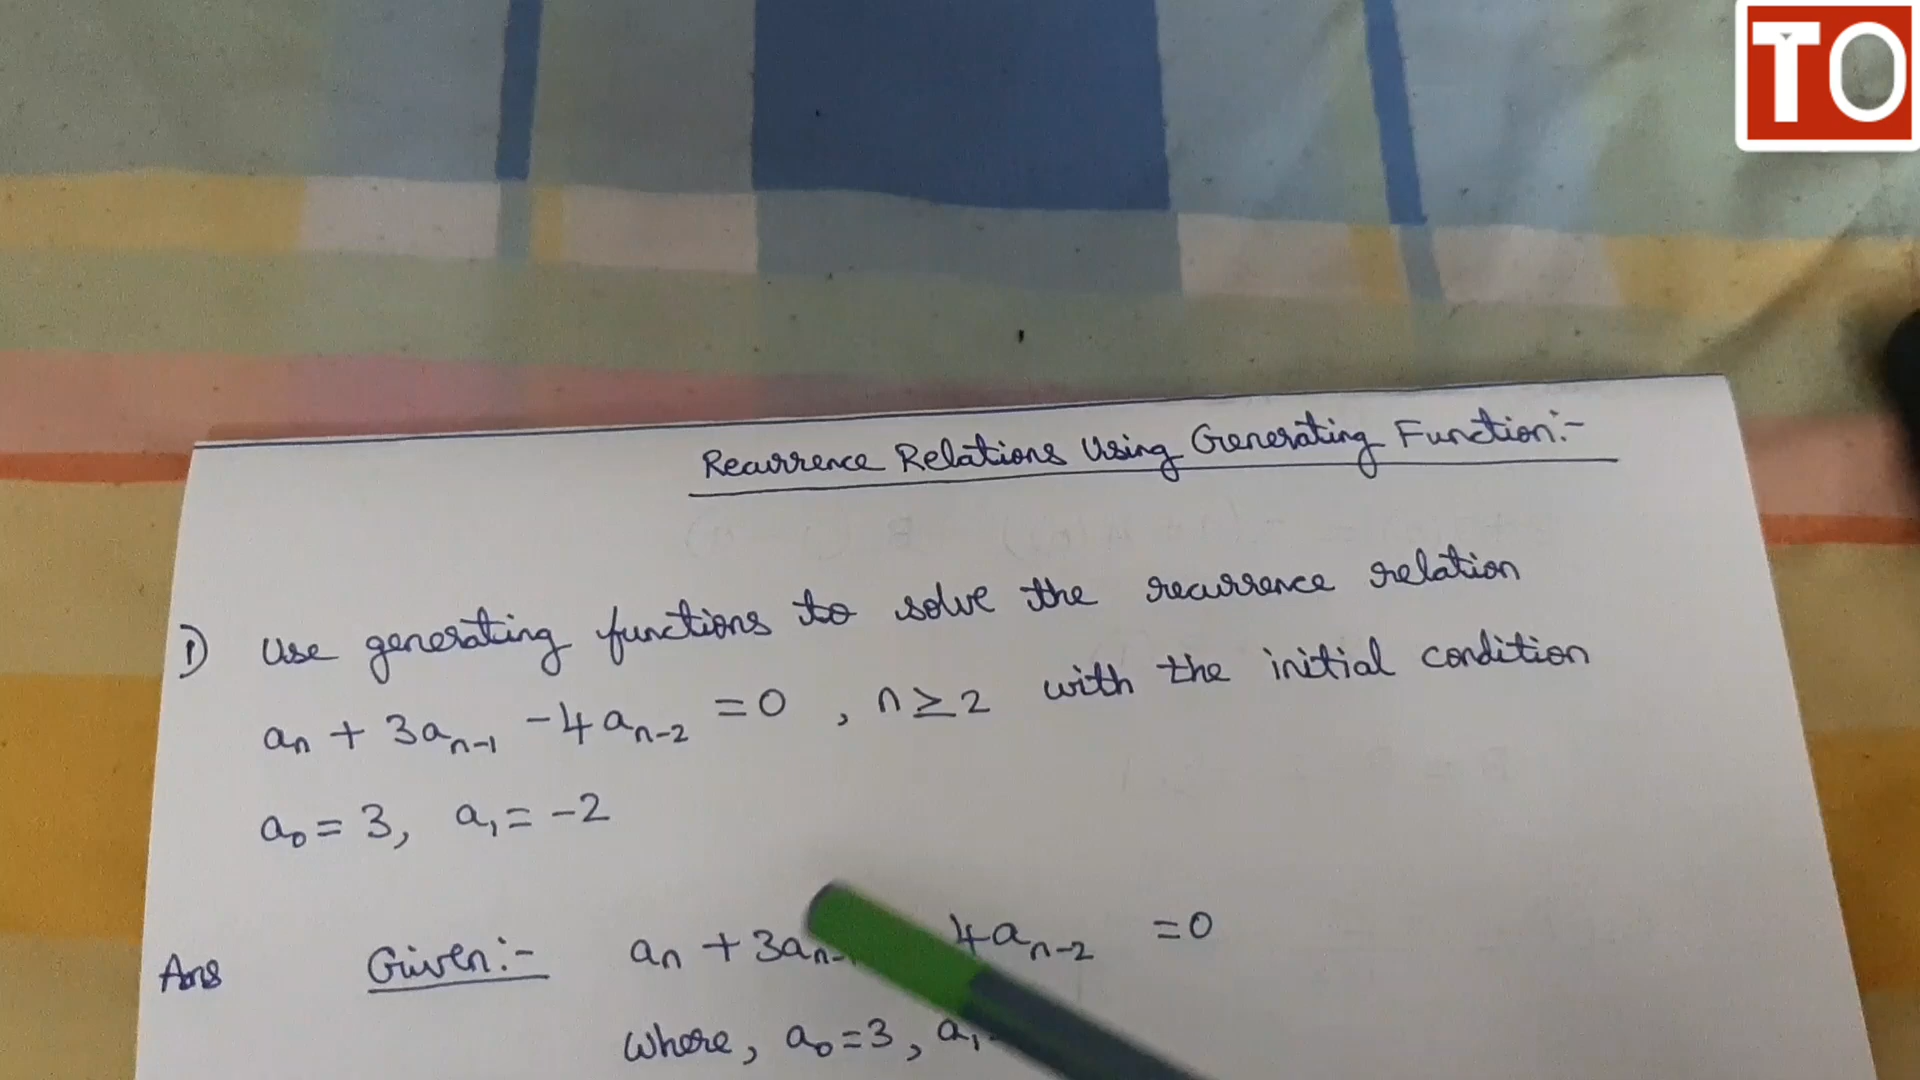 TO
Recurrence Relations Using Generating Function:-
1) Use generating functions to solve the recurrence relation
aₙ + 3aₙ₋₁ - 4aₙ₋₂ = 0 , n ≥ 2 with the initial condition
a₀ = 3, a₁ = -2
Ans Given:- aₙ + 3aₙ₋ 4aₙ₋₂ = 0
Where, a₀ = 3, a₁